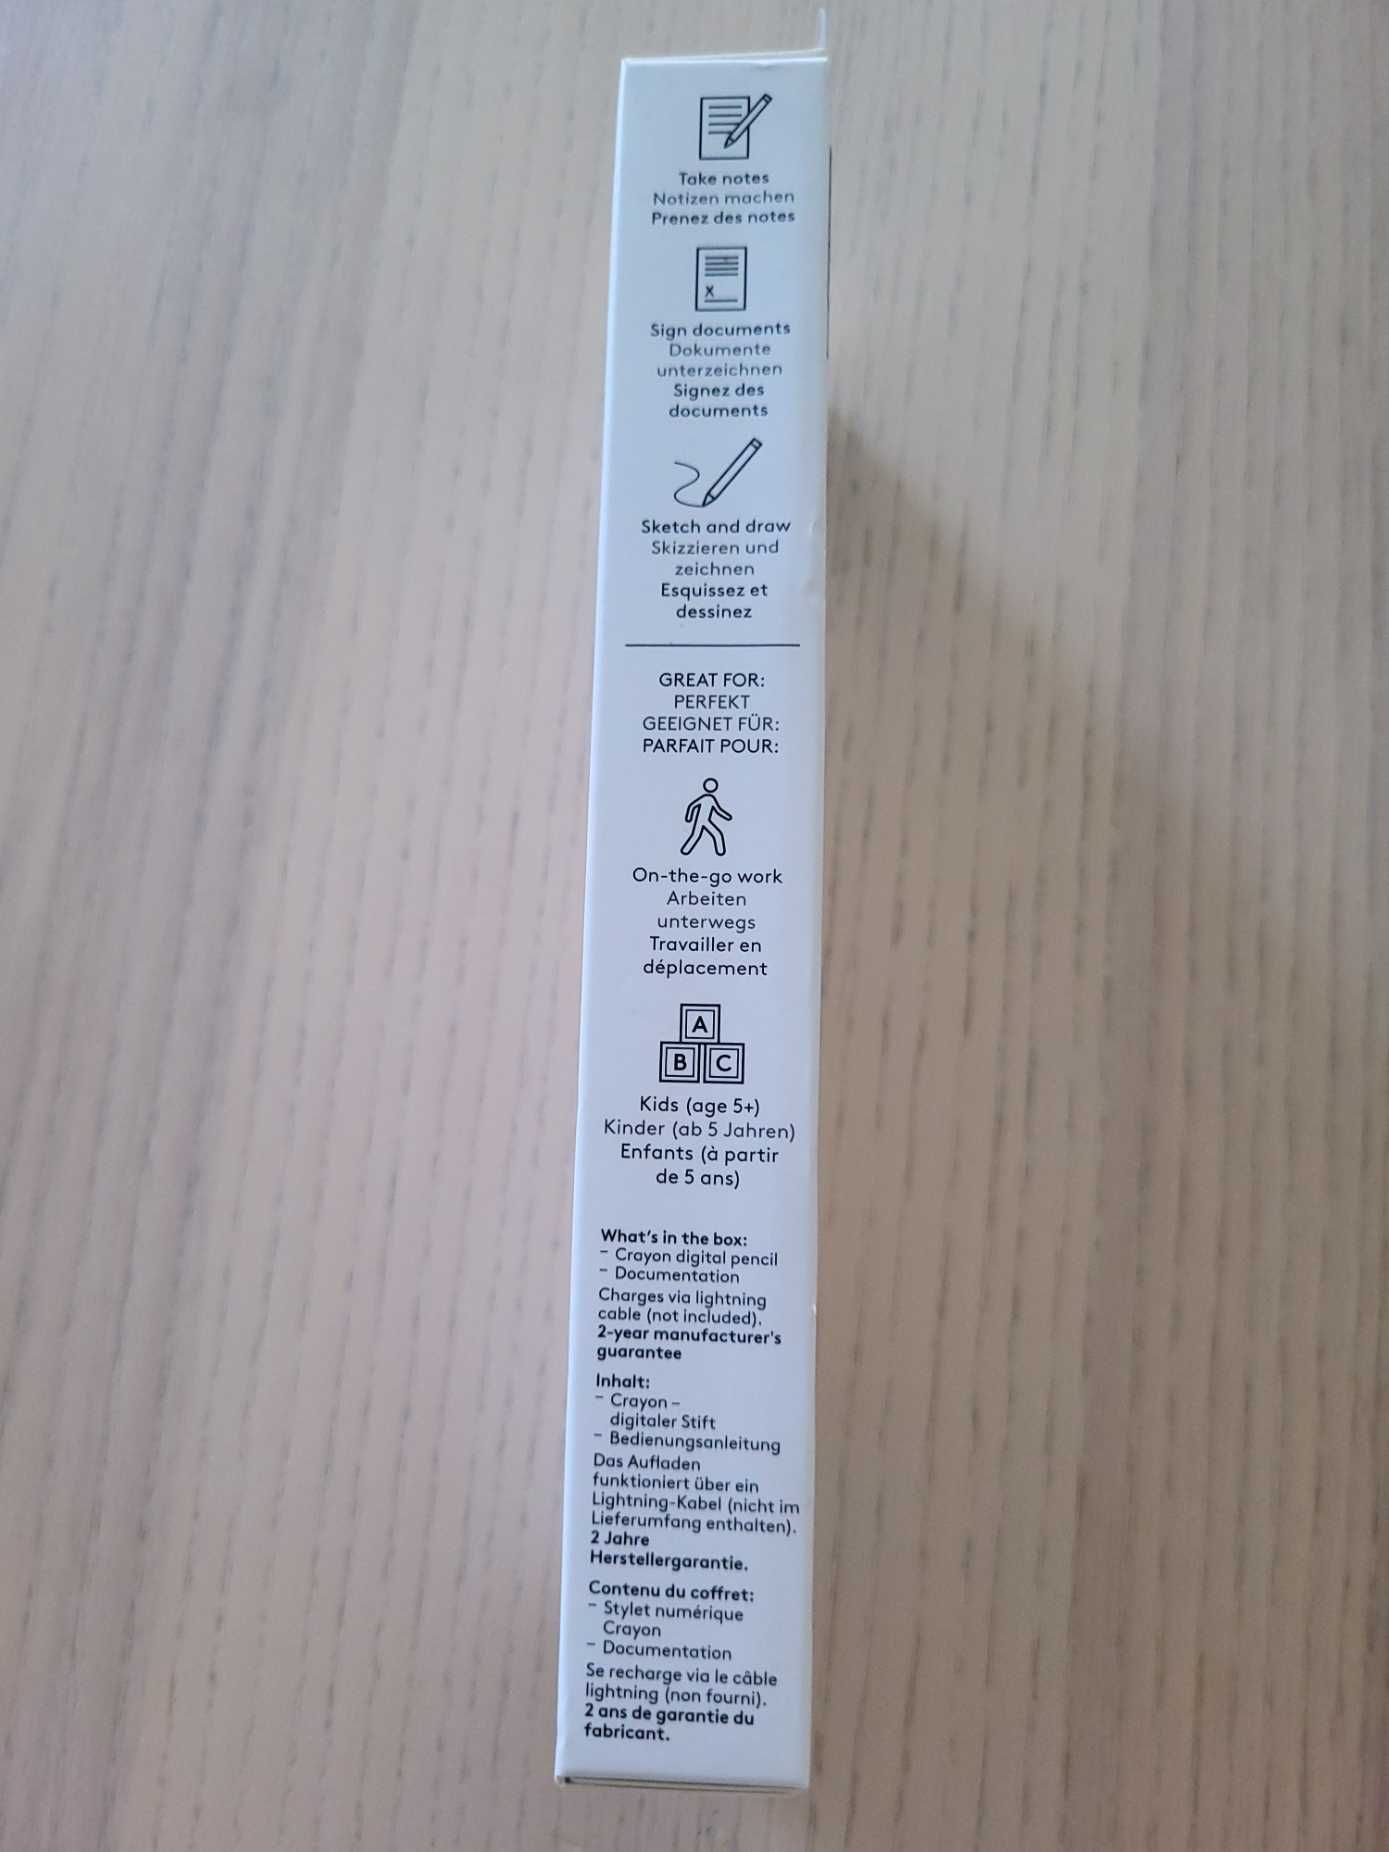 Take notes
Notizen machen
Prenez des notes
X
Sign documents
Dokumente
unterzeichnen
Signez des
documents
Sketch and draw
Skizzieren und
zeichnen
Esquissez et
dessinez
GREAT FOR:
PERFEKT
GEEIGNET FÜR:
PARFAIT POUR:
On-the-go work
Arbeiten
unterwegs
Travailler en
déplacement
A
B C
Kids (age 5+)
Kinder (ab 5 Jahren)
Enfants (à partir
de 5 ans)
What's in the box:
- Crayon digital pencil
- Documentation
Charges via lightning
cable (not included).
2-year manufacturer's
guarantee
Inhalt:
- Crayon –
digitaler Stift
- Bedienungsanleitung
Das Aufladen
funktioniert über ein
Lightning-Kabel (nicht im
Lieferumfang enthalten).
2 Jahre
Herstellergarantie.
Contenu du coffret:
- Stylet numérique
Crayon
- Documentation
Se recharge via le câble
lightning (non fourni).
2 ans de garantie du
fabricant.